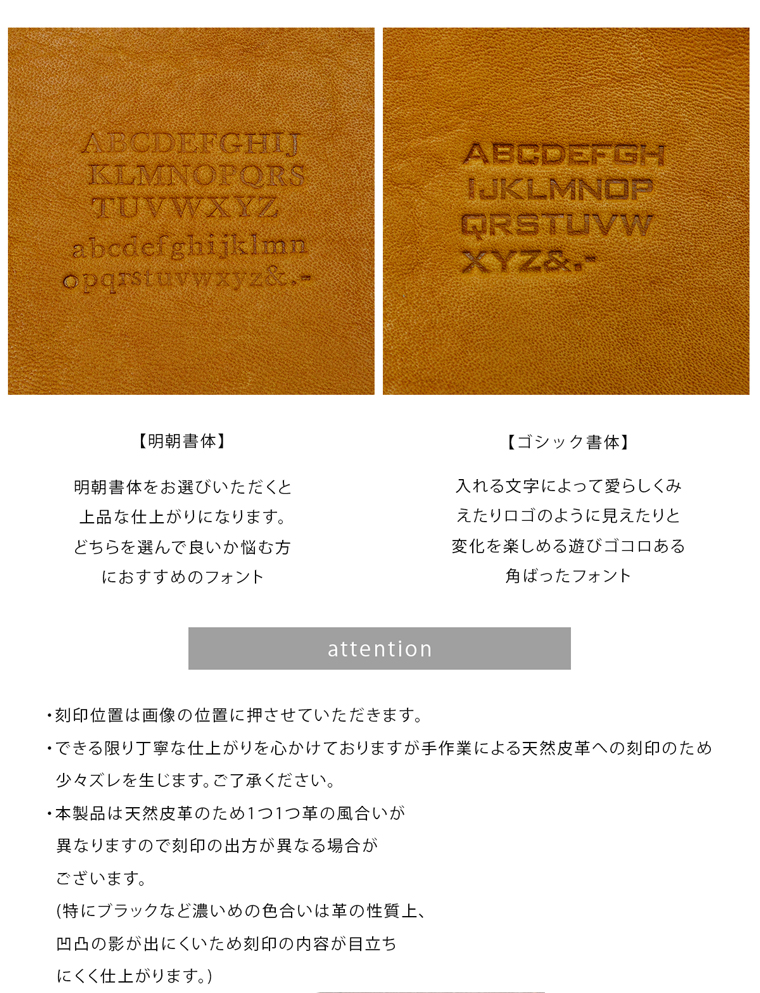 ABCDEFGHIJ
KLMNOPQRS
TUVWXYZ
abcdefghijklmn
opqrstuvwxyz&.-
ABCDEFGH
IJKLMNOP
QRSTUVW
XYZ&.-
【明朝書体】
明朝書体をお選びいただくと
上品な仕上がりになります。
どちらを選んで良いか悩む方
におすすめのフォント
【ゴシック書体】
入れる文字によって愛らしくみ
えたりロゴのように見えたりと
変化を楽しめる遊びゴコロある
角ばったフォント
attention
・刻印位置は画像の位置に押させていただきます。
・できる限り丁寧な仕上がりを心かけておりますが手作業による天然皮革への刻印のため
少々ズレを生じます。ご了承ください。
・本製品は天然皮革のため1つ1つ革の風合いが
異なりますので刻印の出方が異なる場合が
ございます。
(特にブラックなど濃いめの色合いは革の性質上、
凹凸の影が出にくいため刻印の内容が目立ち
にくく仕上がります。)